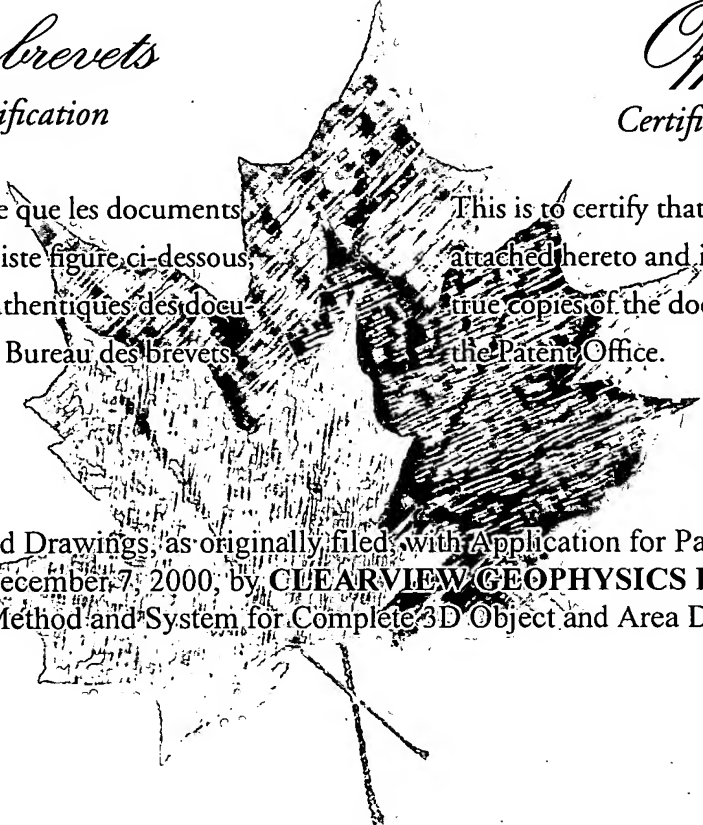 brevets
Certifi
ification
e que les documents
iste figure ci-dessous
uthentiques des docu-
Bureau des brevets.
This is to certify that
attached hereto and i
true copies of the doc
the Patent Office.
d Drawings, as originally filed, with Application for Pa
ecember 7, 2000, by CLEARVIEW GEOPHYSICS I
Method and System for Complete 3D Object and Area D